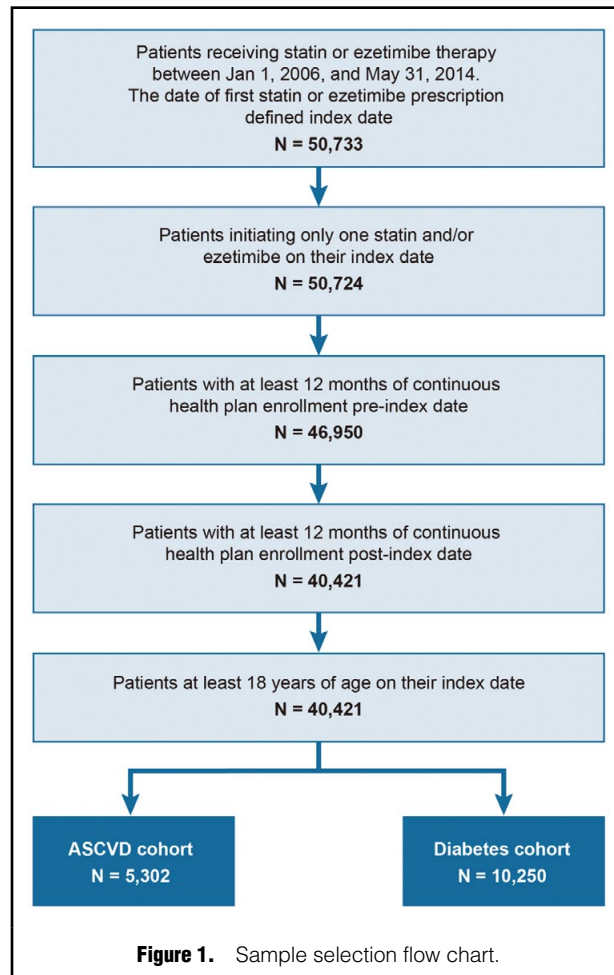 Patients receiving statin or ezetimibe therapy
between Jan 1, 2006, and May 31, 2014.
The date of first statin or ezetimibe prescription
defined index date
N = 50,733
Patients initiating only one statin and/or
ezetimibe on their index date
N = 50,724
Patients with at least 12 months of continuous
health plan enrollment pre-index date
N = 46,950
Patients with at least 12 months of continuous
health plan enrollment post-index date
N = 40,421
Patients at least 18 years of age on their index date
N = 40,421
ASCVD cohort
N = 5,302
Diabetes cohort
N = 10,250
Figure 1. Sample selection flow chart.